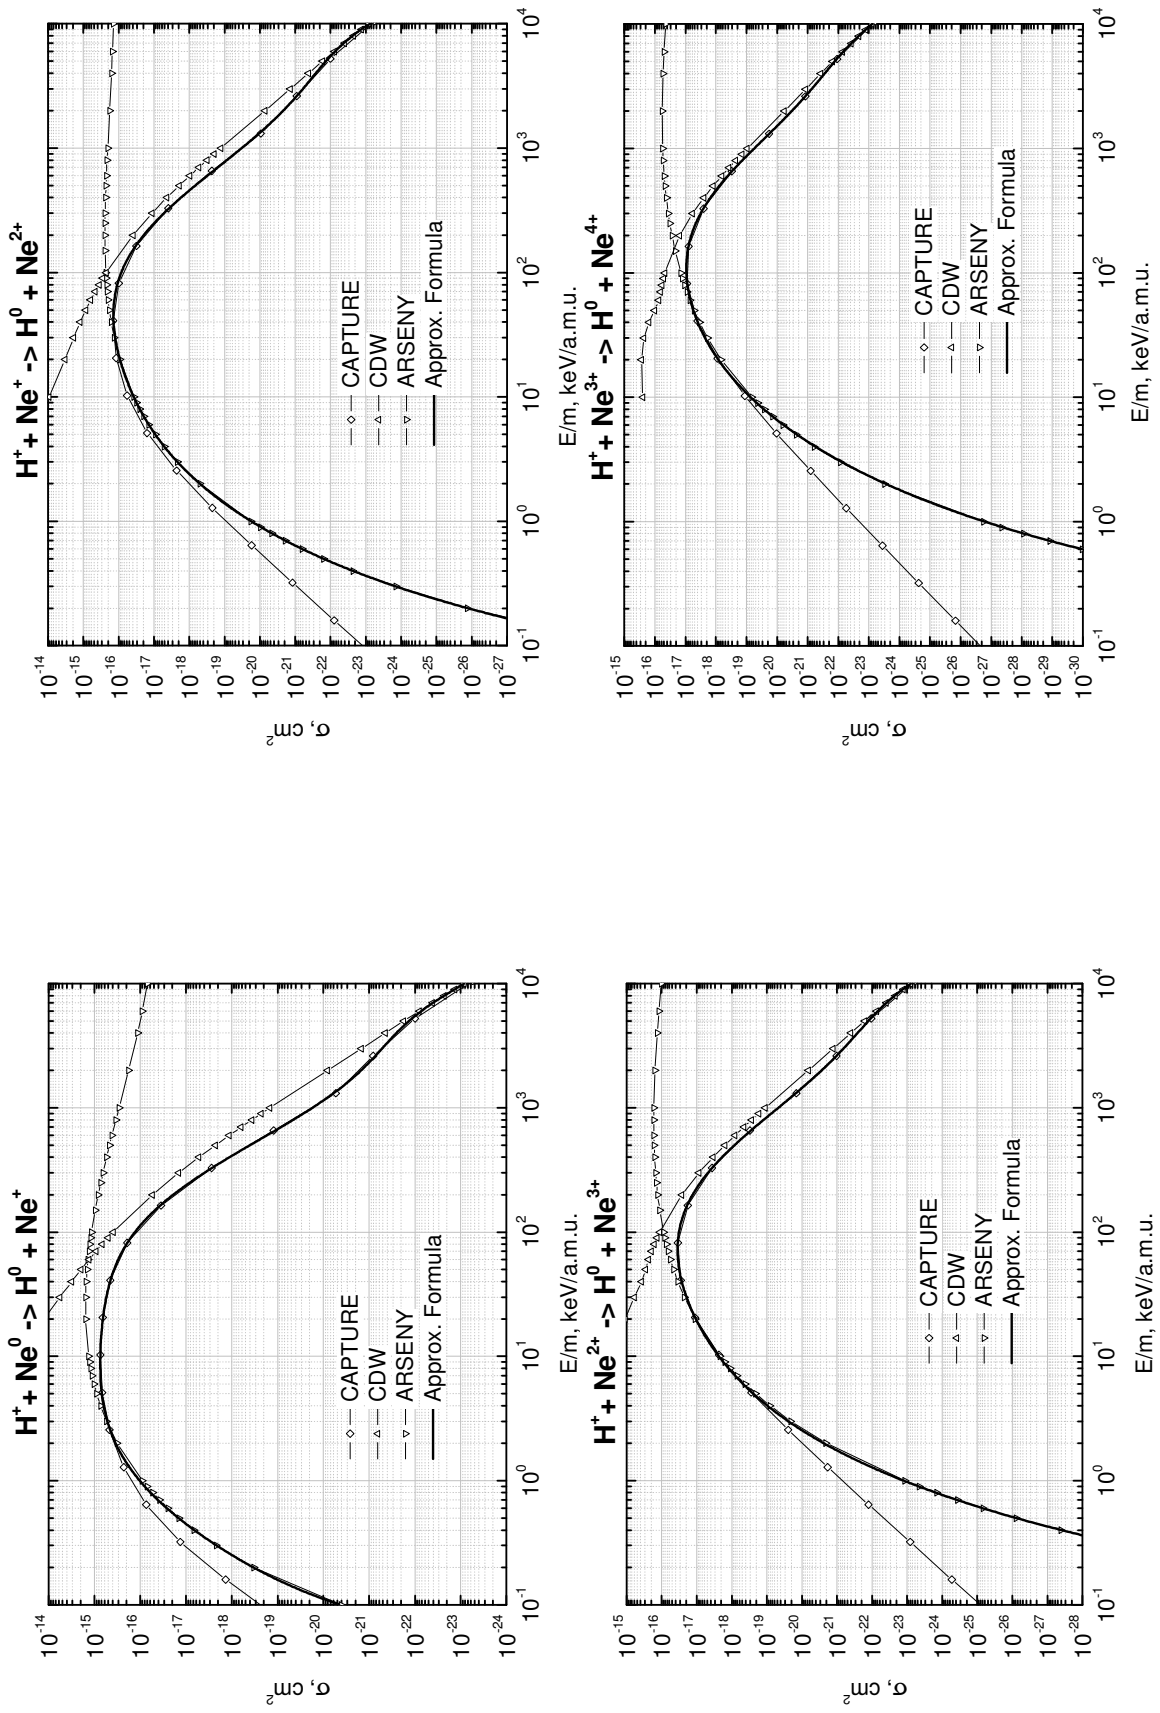 H⁺+ Ne⁰ -> H⁰ + Ne⁺
σ, cm²
10⁻¹⁴
10⁻¹⁵
10⁻¹⁶
10⁻¹⁷
10⁻¹⁸
10⁻¹⁹
10⁻²⁰
10⁻²¹
10⁻²²
10⁻²³
10⁻²⁴
CAPTURE
CDW
ARSENY
Approx. Formula
10⁻¹ 10⁰ 10¹ 10² 10³ 10⁴
E/m, keV/a.m.u.
H⁺+ Ne⁺ -> H⁰ + Ne²⁺
σ, cm²
10⁻¹⁴
10⁻¹⁵
10⁻¹⁶
10⁻¹⁷
10⁻¹⁸
10⁻¹⁹
10⁻²⁰
10⁻²¹
10⁻²²
10⁻²³
10⁻²⁴
10⁻²⁵
10⁻²⁶
10⁻²⁷
CAPTURE
CDW
ARSENY
Approx. Formula
10⁻¹ 10⁰ 10¹ 10² 10³ 10⁴
E/m, keV/a.m.u.
H⁺+ Ne²⁺ -> H⁰ + Ne³⁺
σ, cm²
10⁻¹⁵
10⁻¹⁶
10⁻¹⁷
10⁻¹⁸
10⁻¹⁹
10⁻²⁰
10⁻²¹
10⁻²²
10⁻²³
10⁻²⁴
10⁻²⁵
10⁻²⁶
10⁻²⁷
10⁻²⁸
CAPTURE
CDW
ARSENY
Approx. Formula
10⁻¹ 10⁰ 10¹ 10² 10³ 10⁴
E/m, keV/a.m.u.
H⁺+ Ne³⁺ -> H⁰ + Ne⁴⁺
σ, cm²
10⁻¹⁵
10⁻¹⁶
10⁻¹⁷
10⁻¹⁸
10⁻¹⁹
10⁻²⁰
10⁻²¹
10⁻²²
10⁻²³
10⁻²⁴
10⁻²⁵
10⁻²⁶
10⁻²⁷
10⁻²⁸
10⁻²⁹
10⁻³⁰
CAPTURE
CDW
ARSENY
Approx. Formula
10⁻¹ 10⁰ 10¹ 10² 10³ 10⁴
E/m, keV/a.m.u.